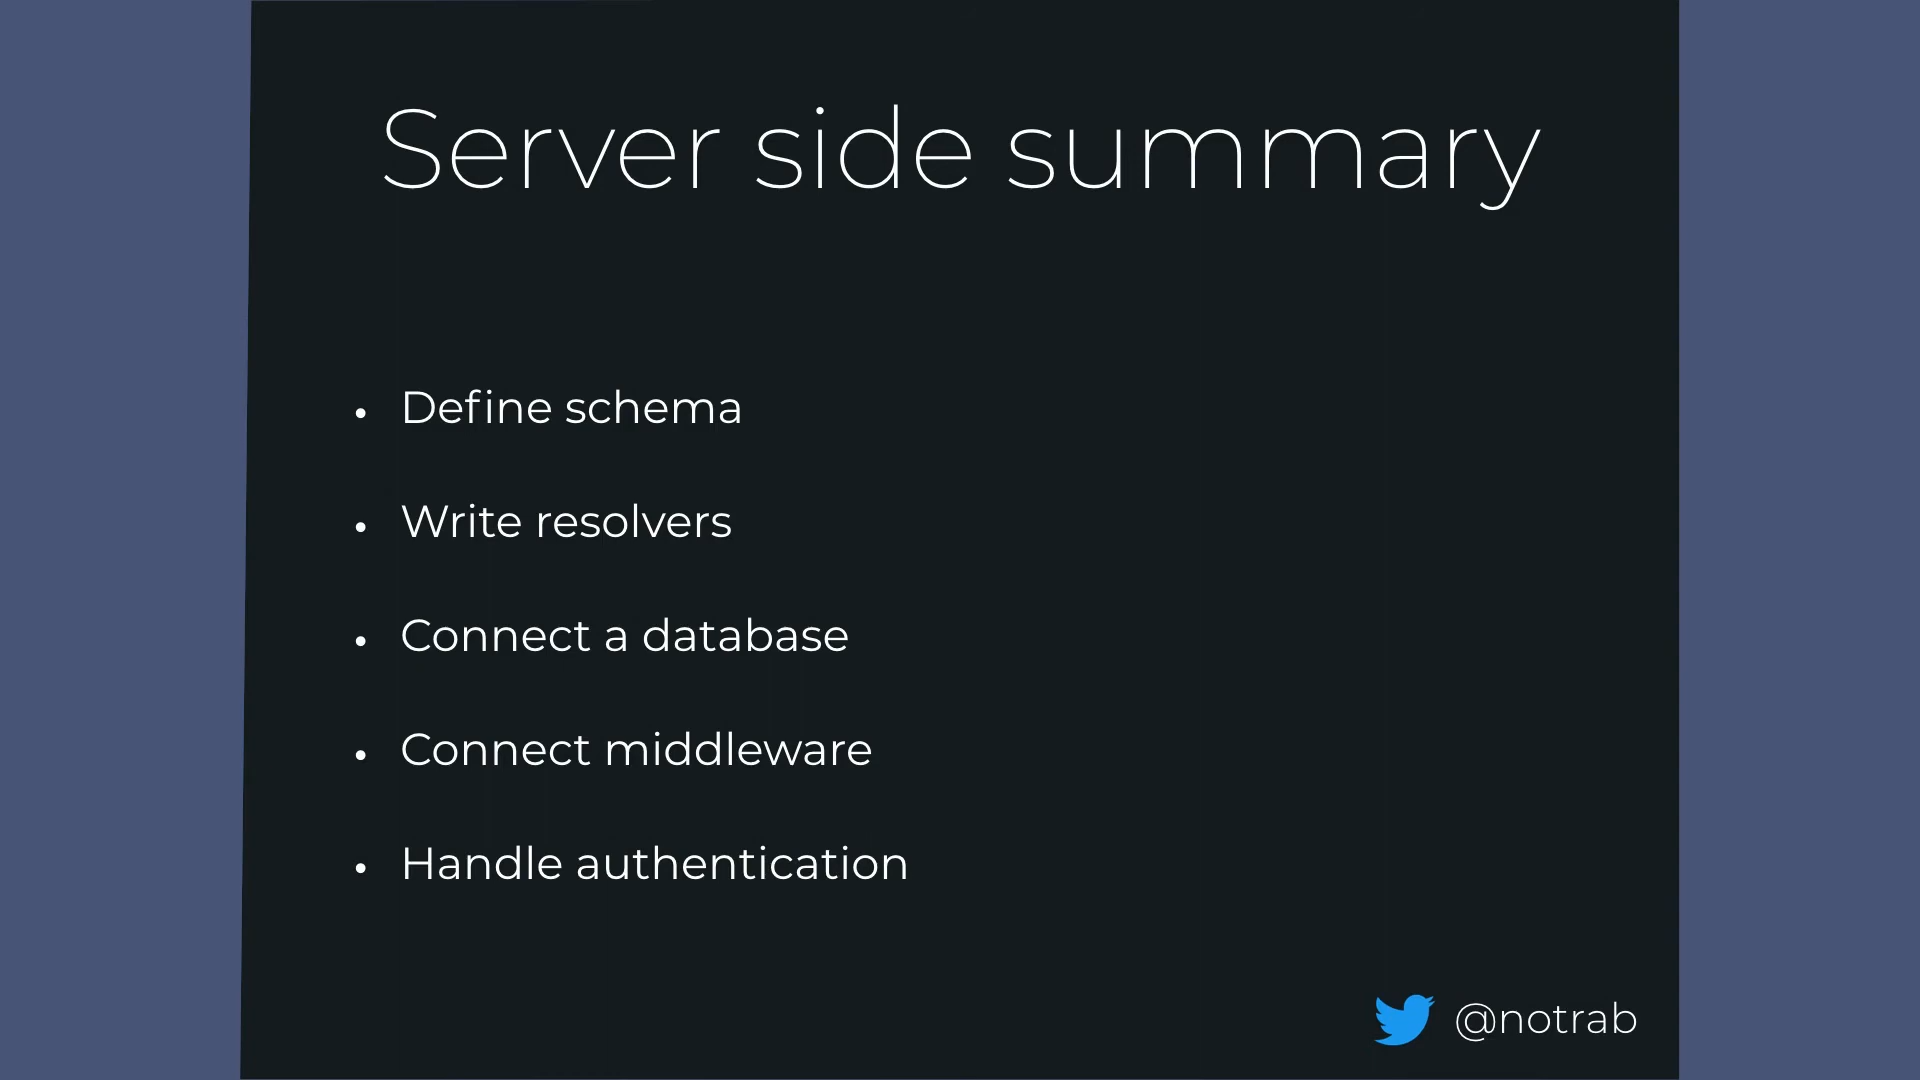 Server side summary
• Define schema
• Write resolvers
• Connect a database
• Connect middleware
• Handle authentication
@notrab